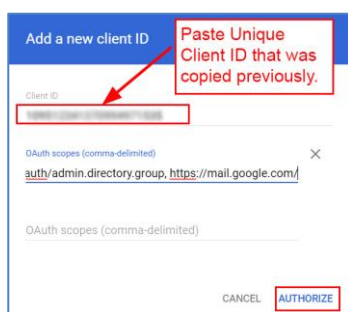 Add a new client ID
Paste Unique
Client ID that was
copied previously.
Client ID
OAuth scopes (comma-delimited)
auth/admin.directory.group, https://mail.google.com/
OAuth scopes (comma-delimited)
CANCEL AUTHORIZE